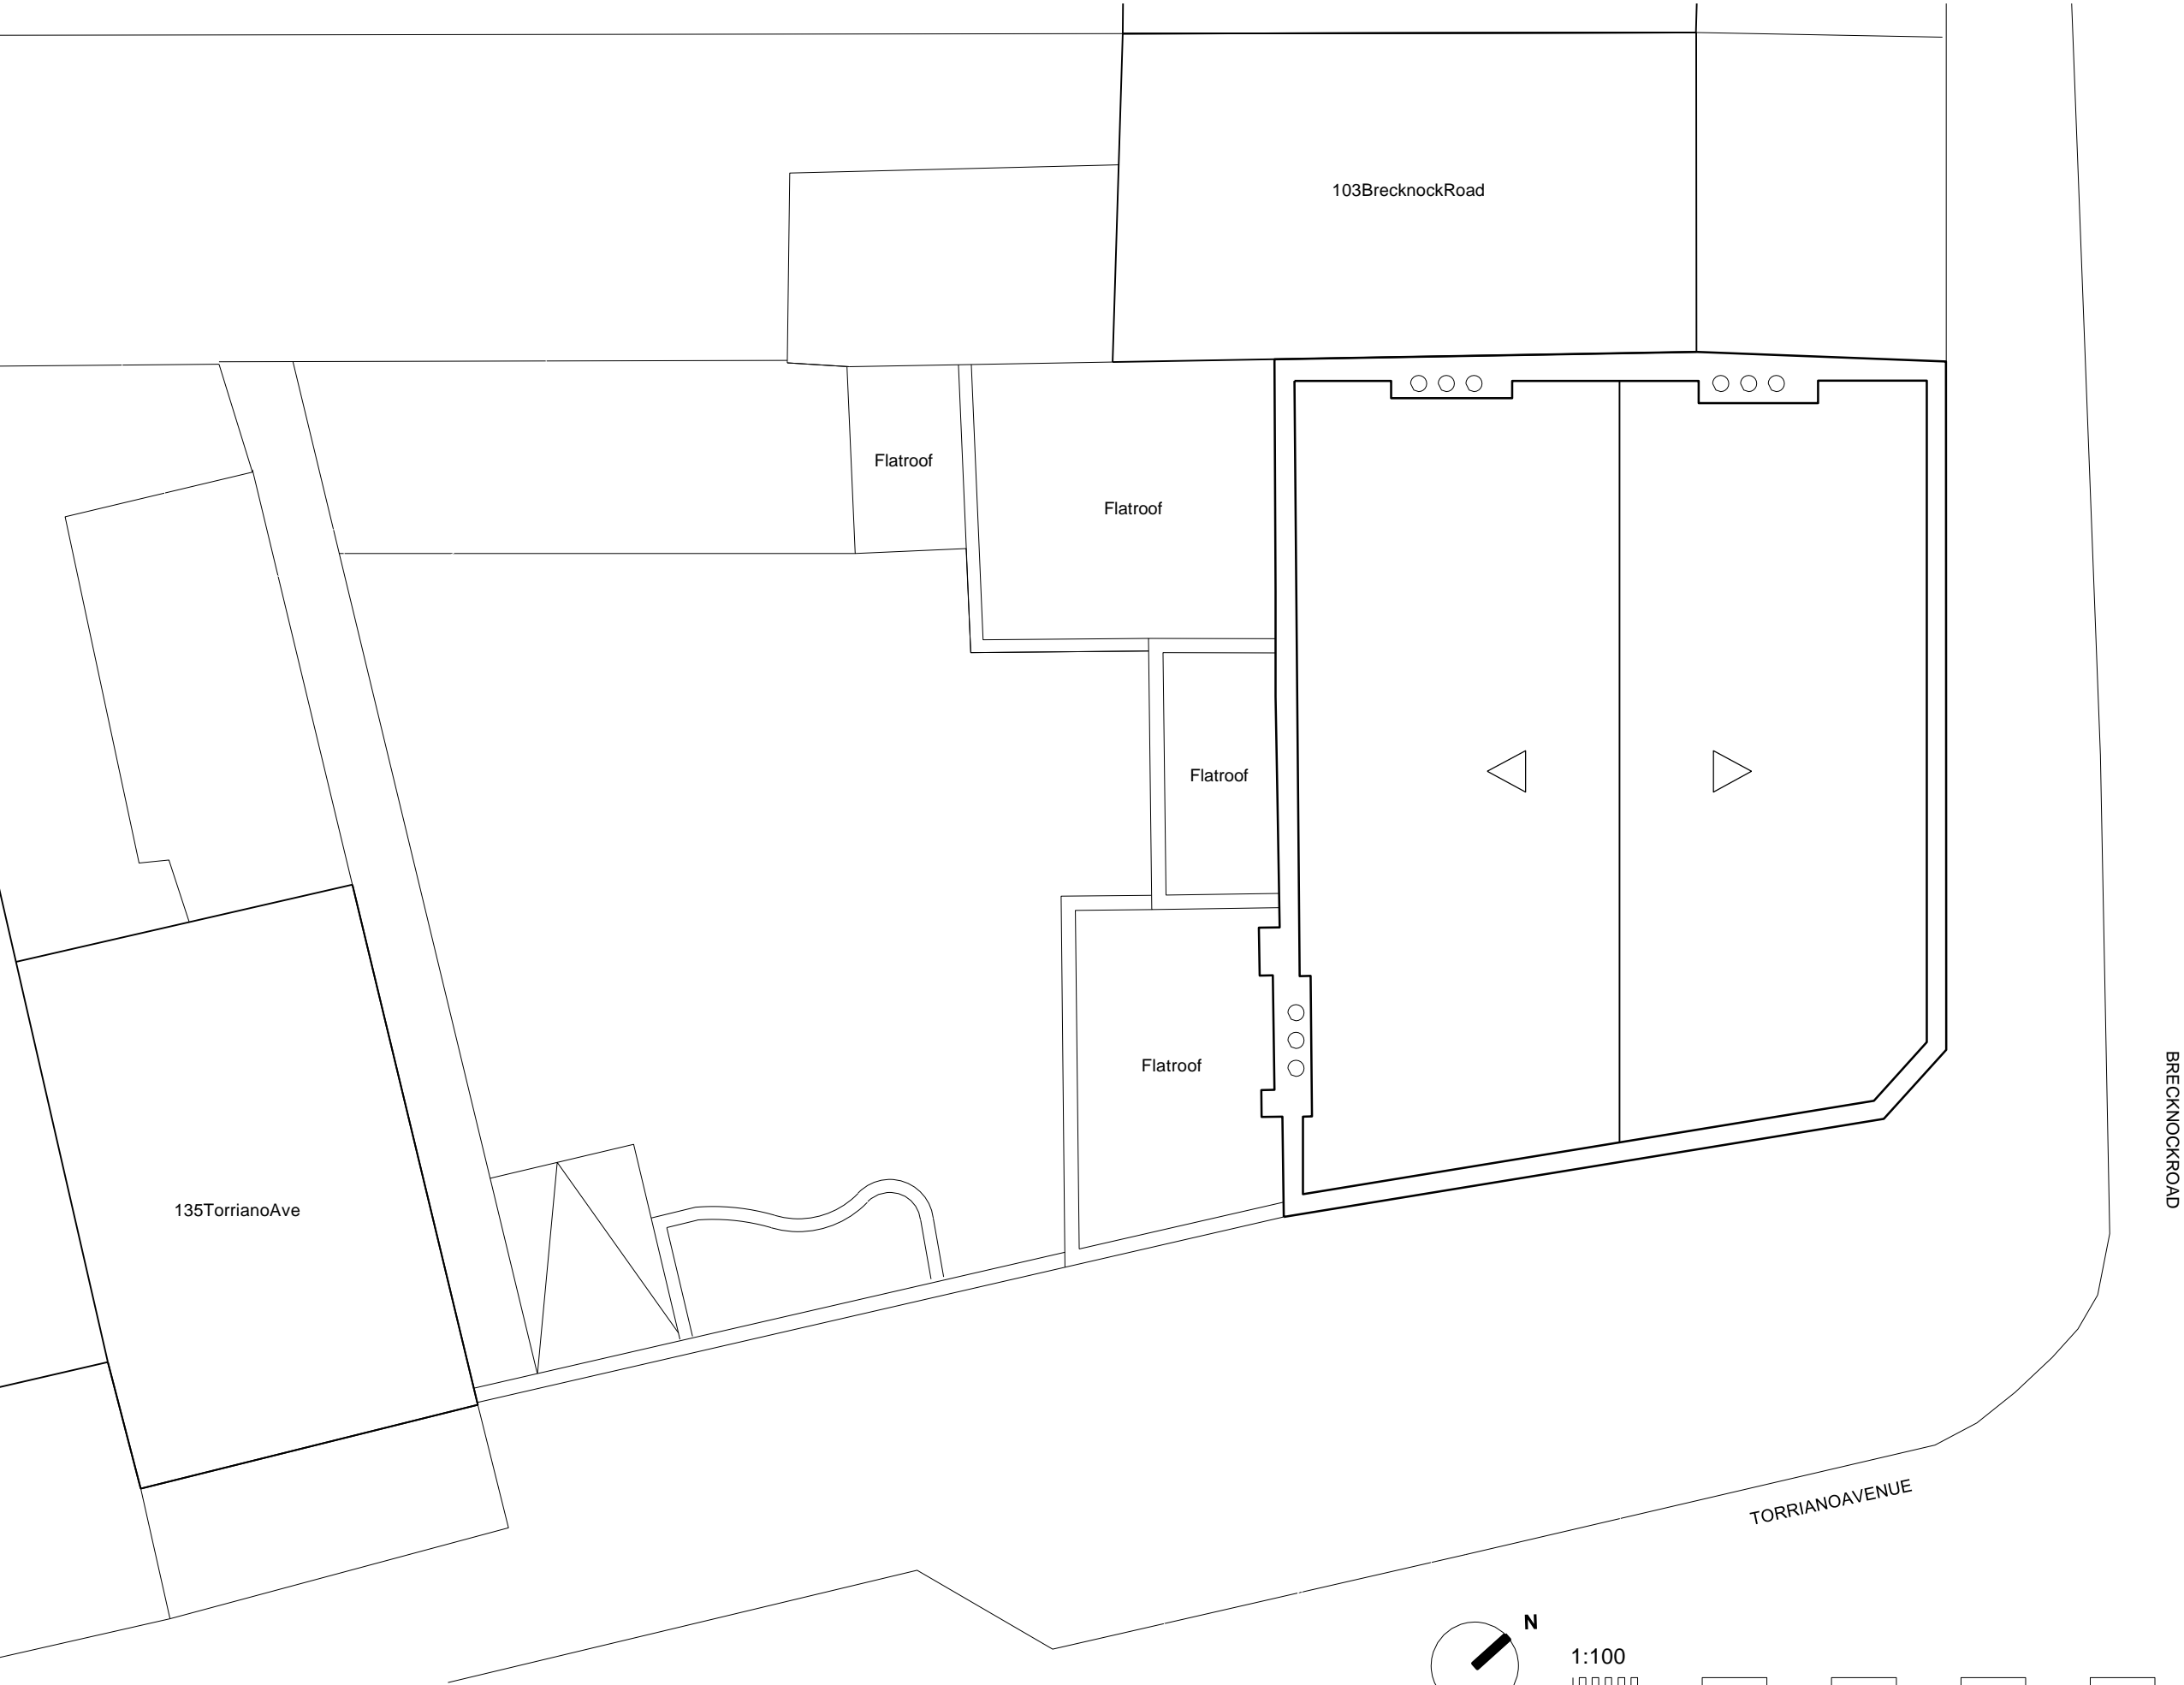 103BrecknockRoad
Flatroof
Flatroof
Flatroof
Flatroof
135TorrianoAve
BRECKNOCKROAD
TORRIANOAVENUE
N
1:100